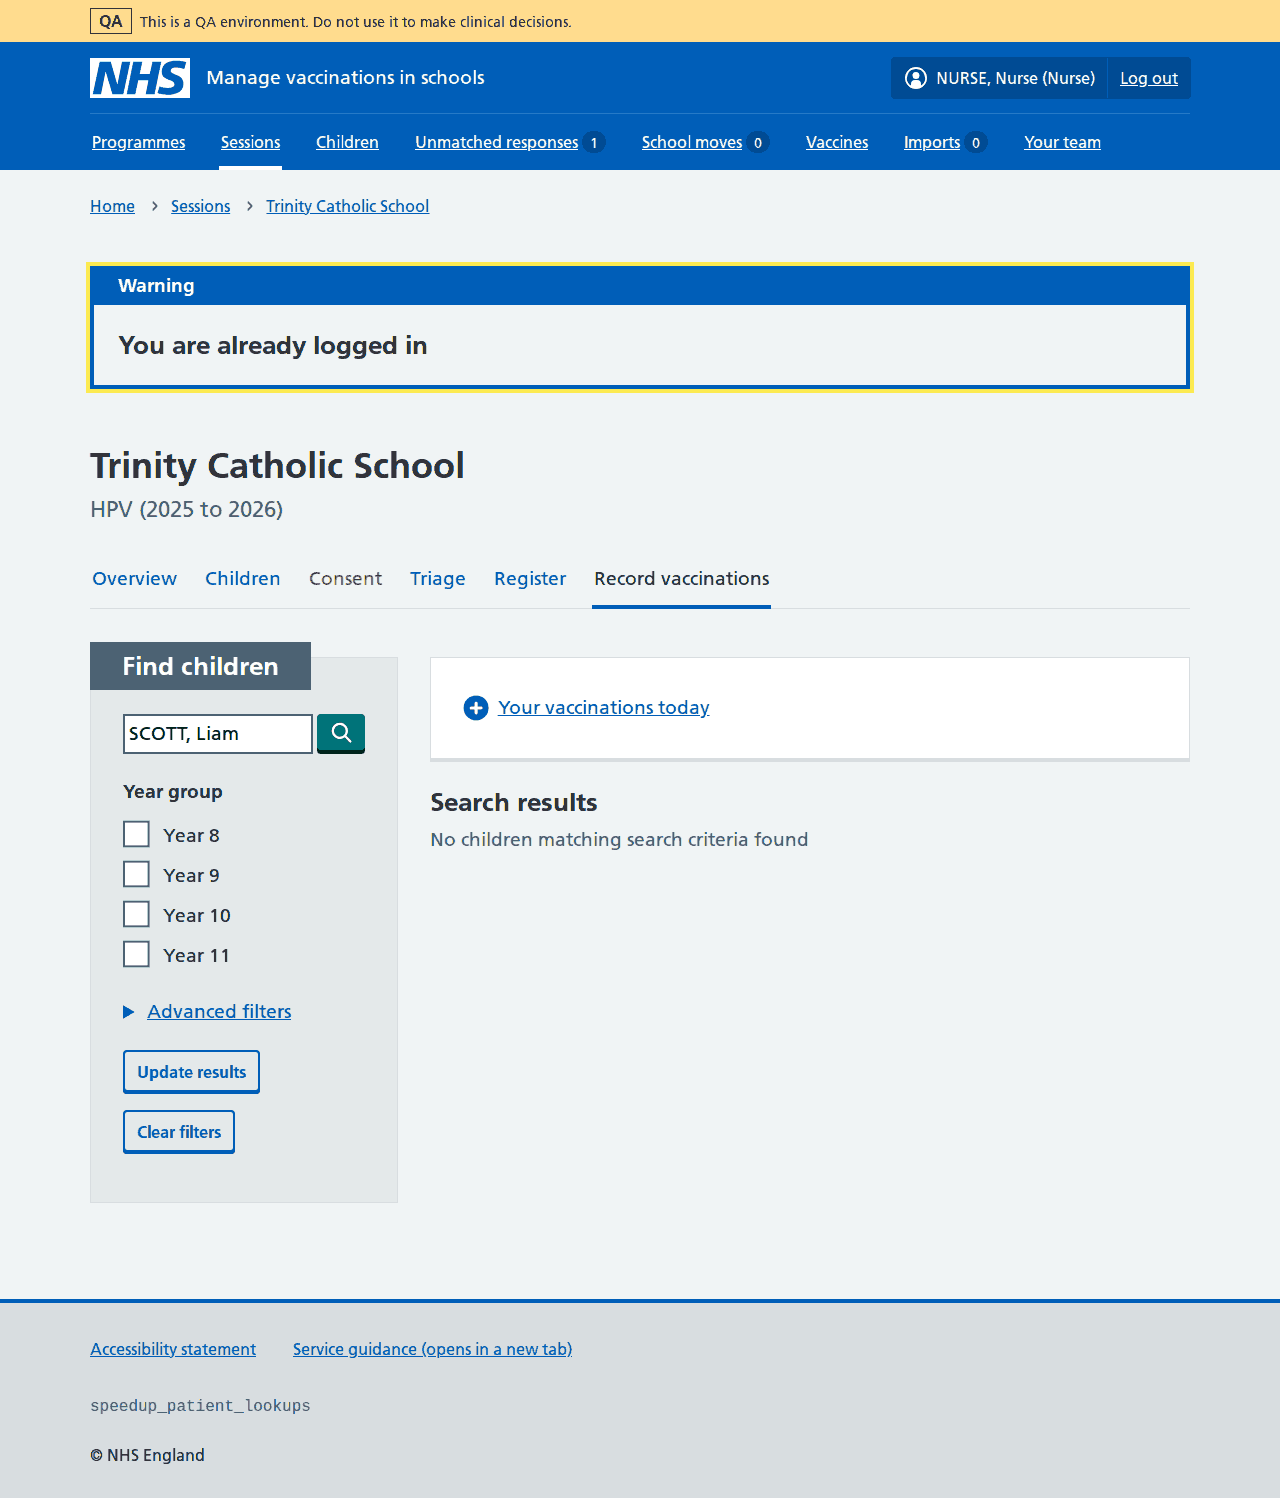 QA This is a QA environment. Do not use it to make clinical decisions.
NHS Manage vaccinations in schools NURSE, Nurse (Nurse) Log out
Programmes Sessions Children Unmatched responses 1 School moves 0 Vaccines Imports 0 Your team
Home Sessions Trinity Catholic School
Warning
You are already logged in
Trinity Catholic School
HPV (2025 to 2026)
Overview Children Consent Triage Register Record vaccinations
Find children
SCOTT, Liam
Year group
Year 8
Year 9
Year 10
Year 11
Advanced filters
Update results
Clear filters
Your vaccinations today
Search results
No children matching search criteria found
Accessibility statement Service guidance (opens in a new tab)
speedup_patient_lookups
© NHS England